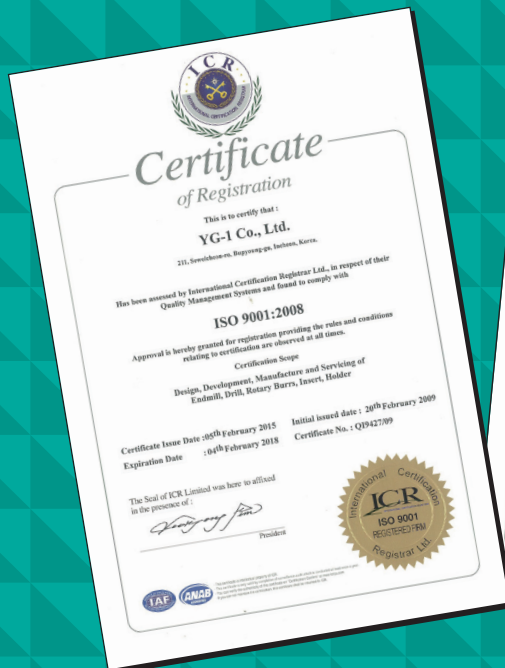 ICR
INTERNATIONAL CERTIFICATION REGISTRAR
Certificate
of Registration
This is to certify that :
YG-1 Co., Ltd.
211, Sewolcheon-ro, Bupyeong-gu, Incheon, Korea.
Has been assessed by International Certification Registrar Ltd., in respect of their
Quality Management Systems and found to comply with
ISO 9001:2008
Approval is hereby granted for registration providing the rules and conditions
relating to certification are observed at all times.
Certification Scope
Design, Development, Manufacture and Servicing of
Endmill, Drill, Rotary Burrs, Insert, Holder
Certificate Issue Date :05th February 2015
Initial issued date : 20th February 2009
Expiration Date :04th February 2018
Certificate No. : QI9427/09
The Seal of ICR Limited was here to affixed
in the presence of :
President
International Certification
ICR
ISO 9001
REGISTERED FIRM
Registrar Ltd.
IAF
ANAB